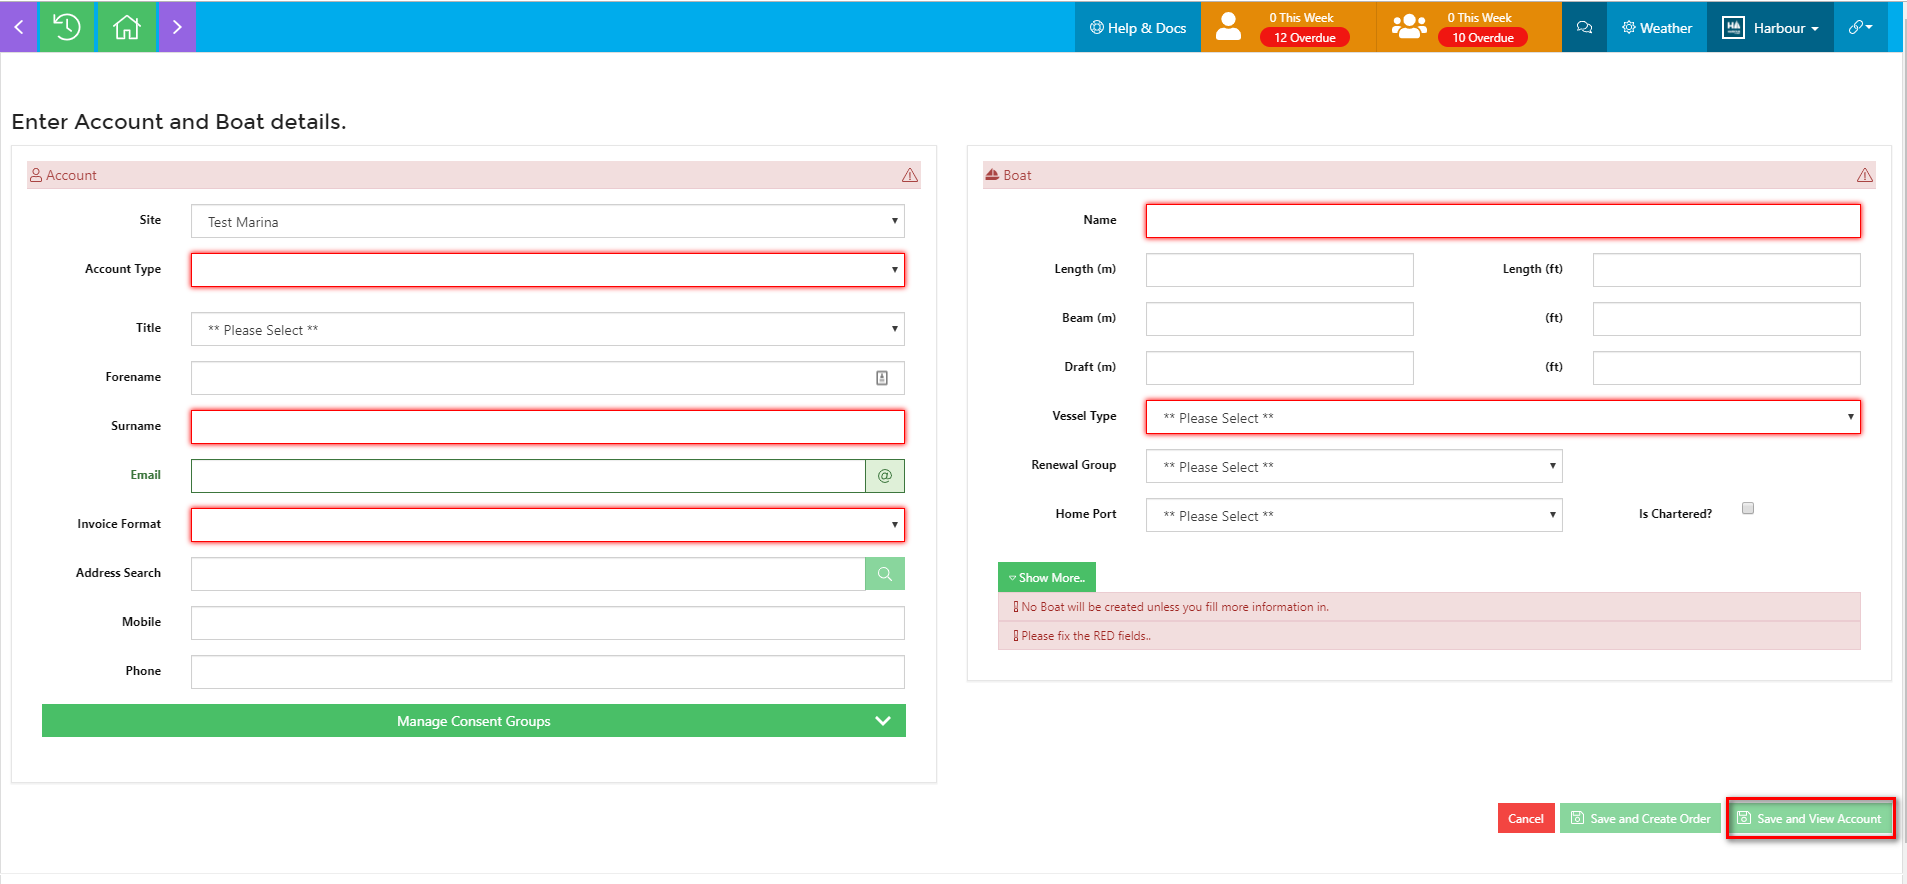 Help & Docs
0 This Week
12 Overdue
0 This Week
10 Overdue
Weather
Harbour
Enter Account and Boat details.
Account
Site
Test Marina
Account Type
Title
** Please Select **
Forename
Surname
Email
@
Invoice Format
Address Search
Mobile
Phone
Manage Consent Groups
Boat
Name
Length (m)
Length (ft)
Beam (m)
(ft)
Draft (m)
(ft)
Vessel Type
** Please Select **
Renewal Group
** Please Select **
Home Port
** Please Select **
Is Chartered?
Show More..
No Boat will be created unless you fill more information in.
Please fix the RED fields..
Cancel
Save and Create Order
Save and View Account